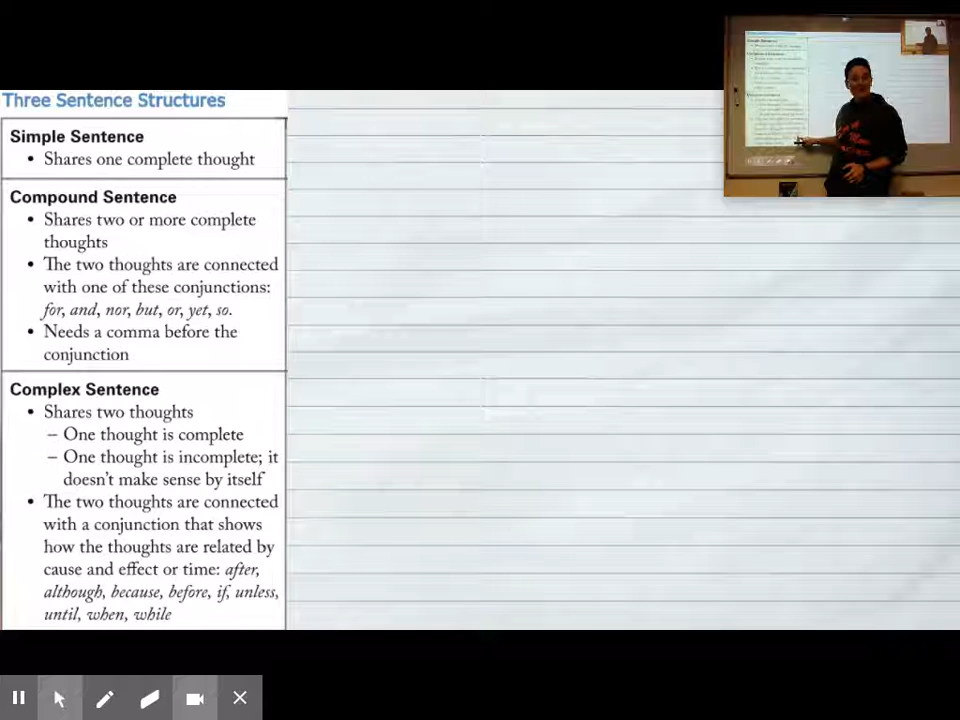 Three Sentence Structures
Simple Sentence
• Shares one complete thought
Compound Sentence
• Shares two or more complete
thoughts
• The two thoughts are connected
with one of these conjunctions:
for, and, nor, but, or, yet, so.
• Needs a comma before the
conjunction
Complex Sentence
• Shares two thoughts
– One thought is complete
– One thought is incomplete; it
doesn't make sense by itself
• The two thoughts are connected
with a conjunction that shows
how the thoughts are related by
cause and effect or time: after,
although, because, before, if, unless,
until, when, while